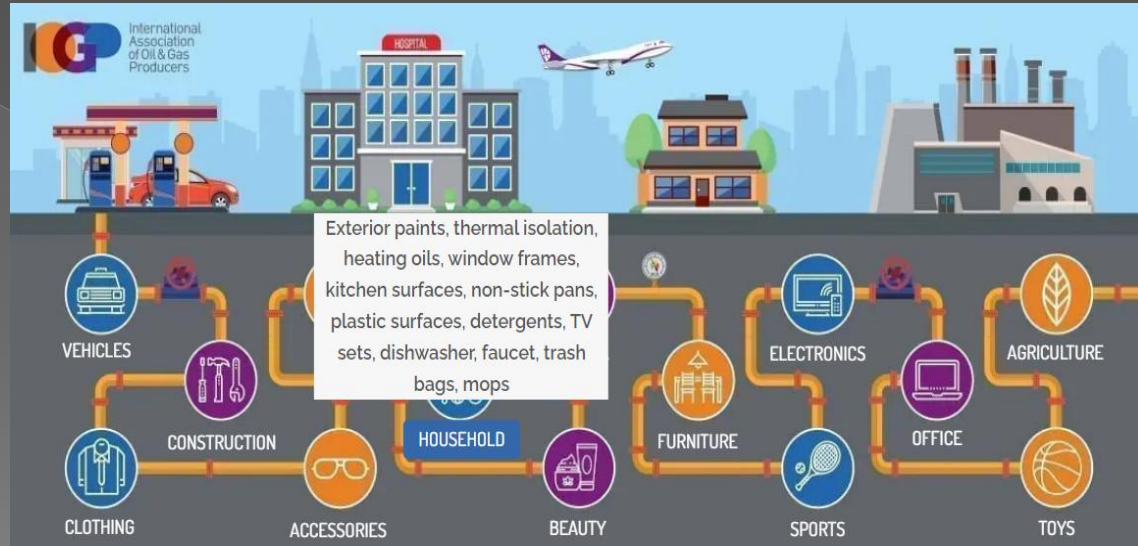 International
Association
of Oil & Gas
Producers
IOGP
HOSPITAL
Exterior paints, thermal isolation,
heating oils, window frames,
kitchen surfaces, non-stick pans,
plastic surfaces, detergents, TV
sets, dishwasher, faucet, trash
bags, mops
VEHICLES
ELECTRONICS
AGRICULTURE
CONSTRUCTION
HOUSEHOLD
FURNITURE
OFFICE
CLOTHING
ACCESSORIES
BEAUTY
SPORTS
TOYS